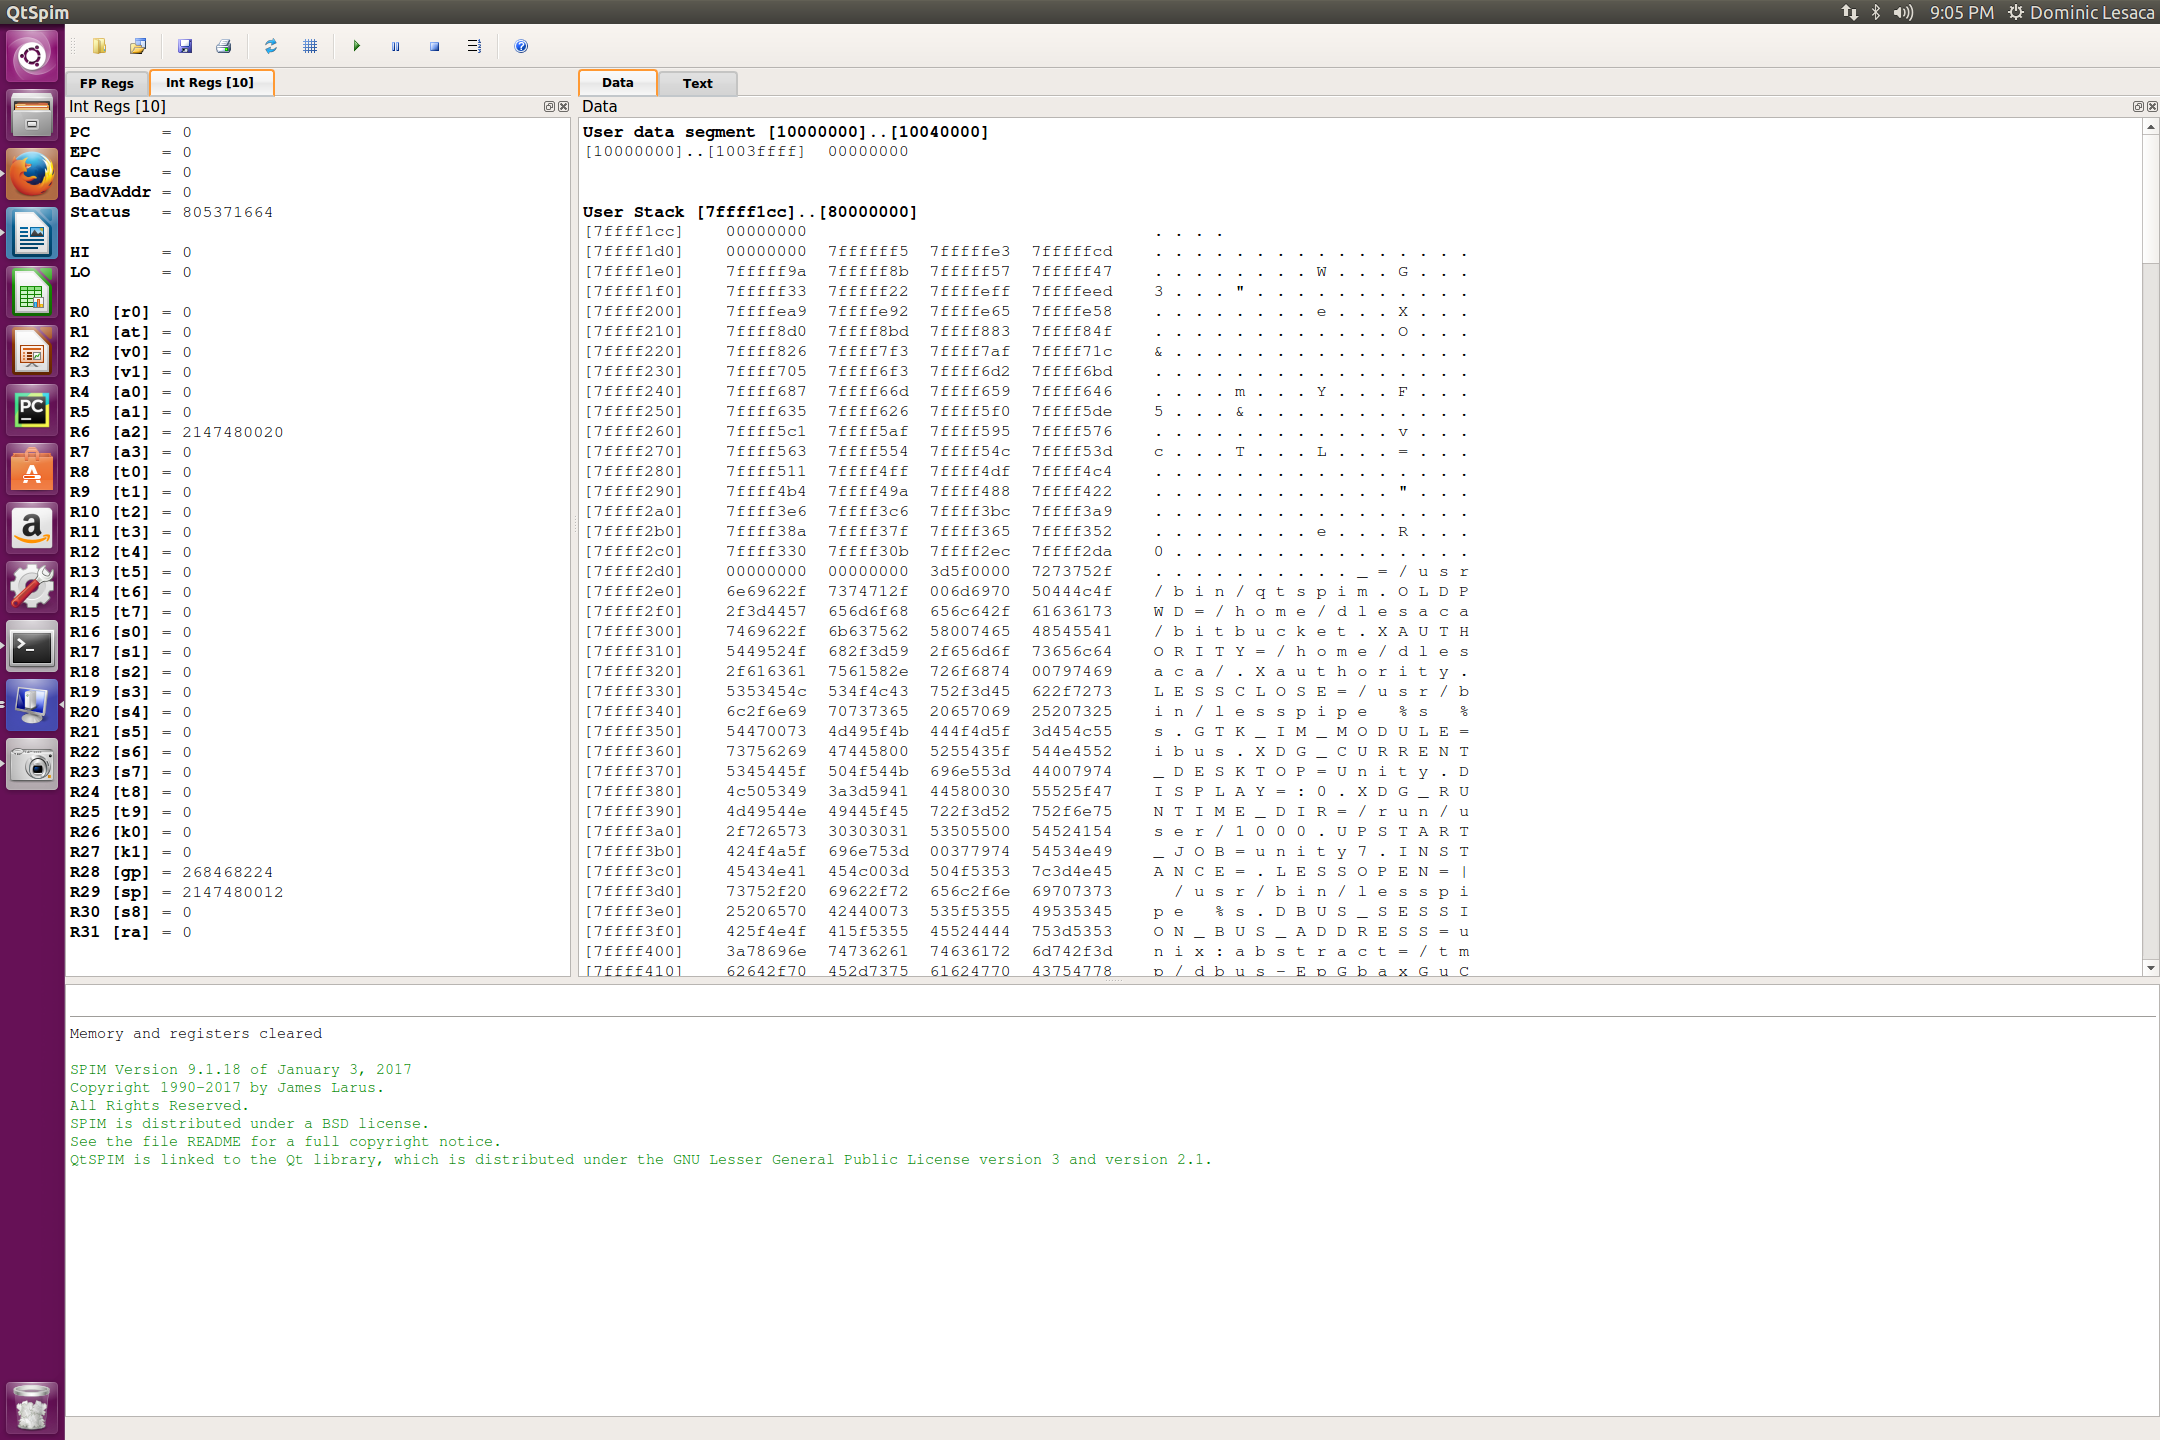 QtSpim
9:05 PM Dominic Lesaca
FP Regs Int Regs [10]
Data Text
Int Regs [10]
Data
PC = 0
EPC = 0
Cause = 0
BadVAddr = 0
Status = 805371664
HI = 0
LO = 0
R0 [r0] = 0
R1 [at] = 0
R2 [v0] = 0
R3 [v1] = 0
R4 [a0] = 0
R5 [a1] = 0
R6 [a2] = 2147480020
R7 [a3] = 0
R8 [t0] = 0
R9 [t1] = 0
R10 [t2] = 0
R11 [t3] = 0
R12 [t4] = 0
R13 [t5] = 0
R14 [t6] = 0
R15 [t7] = 0
R16 [s0] = 0
R17 [s1] = 0
R18 [s2] = 0
R19 [s3] = 0
R20 [s4] = 0
R21 [s5] = 0
R22 [s6] = 0
R23 [s7] = 0
R24 [t8] = 0
R25 [t9] = 0
R26 [k0] = 0
R27 [k1] = 0
R28 [gp] = 268468224
R29 [sp] = 2147480012
R30 [s8] = 0
R31 [ra] = 0
User data segment [10000000]..[10040000]
[10000000]..[1003ffff] 00000000
User Stack [7ffff1cc]..[80000000]
[7ffff1cc] 00000000 . . . .
[7ffff1d0] 00000000 7ffffff5 7fffffe3 7fffffcd . . . . . . . . . . . . . . . .
[7ffff1e0] 7fffff9a 7fffff8b 7fffff57 7fffff47 . . . . . . . . W . . . G . . .
[7ffff1f0] 7fffff33 7fffff22 7ffffeff 7ffffeed 3 . . . " . . . . . . . . . . .
[7ffff200] 7ffffea9 7ffffe92 7ffffe65 7ffffe58 . . . . . . . . e . . . X . . .
[7ffff210] 7ffff8d0 7ffff8bd 7ffff883 7ffff84f . . . . . . . . . . . . O . . .
[7ffff220] 7ffff826 7ffff7f3 7ffff7af 7ffff71c & . . . . . . . . . . . . . . .
[7ffff230] 7ffff705 7ffff6f3 7ffff6d2 7ffff6bd . . . . . . . . . . . . . . . .
[7ffff240] 7ffff687 7ffff66d 7ffff659 7ffff646 . . . . m . . . Y . . . F . . .
[7ffff250] 7ffff635 7ffff626 7ffff5f0 7ffff5de 5 . . . & . . . . . . . . . . .
[7ffff260] 7ffff5c1 7ffff5af 7ffff595 7ffff576 . . . . . . . . . . . . v . . .
[7ffff270] 7ffff563 7ffff554 7ffff54c 7ffff53d c . . . T . . . L . . . = . . .
[7ffff280] 7ffff511 7ffff4ff 7ffff4df 7ffff4c4 . . . . . . . . . . . . . . . .
[7ffff290] 7ffff4b4 7ffff49a 7ffff488 7ffff422 . . . . . . . . . . . . " . . .
[7ffff2a0] 7ffff3e6 7ffff3c6 7ffff3bc 7ffff3a9 . . . . . . . . . . . . . . . .
[7ffff2b0] 7ffff38a 7ffff37f 7ffff365 7ffff352 . . . . . . . . e . . . R . . .
[7ffff2c0] 7ffff330 7ffff30b 7ffff2ec 7ffff2da 0 . . . . . . . . . . . . . . .
[7ffff2d0] 00000000 00000000 3d5f0000 7273752f . . . . . . . . . . _ = / u s r
[7ffff2e0] 6e69622f 7374712f 006d6970 50444c4f / b i n / q t s p i m . O L D P
[7ffff2f0] 2f3d4457 656d6f68 656c642f 61636173 W D = / h o m e / d l e s a c a
[7ffff300] 7469622f 6b637562 58007465 48545541 / b i t b u c k e t . X A U T H
[7ffff310] 5449524f 682f3d59 2f656d6f 73656c64 O R I T Y = / h o m e / d l e s
[7ffff320] 2f616361 7561582e 726f6874 00797469 a c a / . X a u t h o r i t y .
[7ffff330] 5353454c 534f4c43 752f3d45 622f7273 L E S S C L O S E = / u s r / b
[7ffff340] 6c2f6e69 70737365 20657069 25207325 i n / l e s s p i p e % s %
[7ffff350] 54470073 4d495f4b 444f4d5f 3d454c55 s . G T K _ I M _ M O D U L E =
[7ffff360] 73756269 47445800 5255435f 544e4552 i b u s . X D G _ C U R R E N T
[7ffff370] 5345445f 504f544b 696e553d 44007974 _ D E S K T O P = U n i t y . D
[7ffff380] 4c505349 3a3d5941 44580030 55525f47 I S P L A Y = : 0 . X D G _ R U
[7ffff390] 4d49544e 49445f45 722f3d52 752f6e75 N T I M E _ D I R = / r u n / u
[7ffff3a0] 2f726573 30303031 53505500 54524154 s e r / 1 0 0 0 . U P S T A R T
[7ffff3b0] 424f4a5f 696e753d 00377974 54534e49 _ J O B = u n i t y 7 . I N S T
[7ffff3c0] 45434e41 454c003d 504f5353 7c3d4e45 A N C E = . L E S S O P E N = |
[7ffff3d0] 73752f20 69622f72 656c2f6e 69707373 / u s r / b i n / l e s s p i
[7ffff3e0] 25206570 42440073 535f5355 49535345 p e % s . D B U S _ S E S S I
[7ffff3f0] 425f4e4f 415f5355 45524444 753d5353 O N _ B U S _ A D D R E S S = u
[7ffff400] 3a78696e 74736261 74636172 6d742f3d n i x : a b s t r a c t = / t m
[7ffff410] 62642f70 452d7375 61624770 43754778 p / d b u s - E p G b a x G u C
Memory and registers cleared
SPIM Version 9.1.18 of January 3, 2017
Copyright 1990-2017 by James Larus.
All Rights Reserved.
SPIM is distributed under a BSD license.
See the file README for a full copyright notice.
QtSPIM is linked to the Qt library, which is distributed under the GNU Lesser General Public License version 3 and version 2.1.